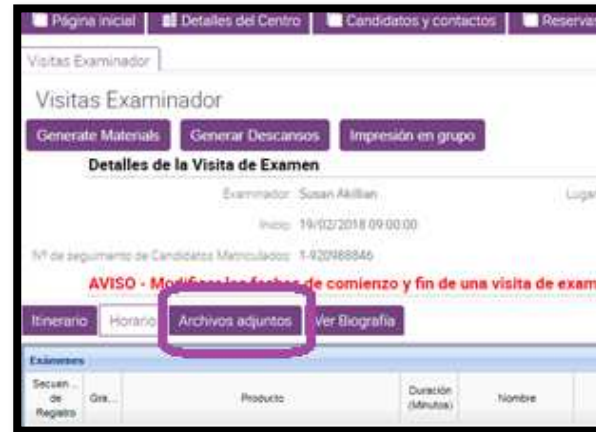 Página inicial Detalles del Centro Candidatos y contactos Reservas
Visitas Examinador
Visitas Examinador
Generate Materials Generar Descansos Impresión en grupo
Detalles de la Visita de Examen
Examinador: Susan Akillian Lugar
Inicio: 19/02/2018 09:00:00
Nº de seguimiento de Candidatos Matriculados: 1-920988846
AVISO - Modificar las fechas de comienzo y fin de una visita de exam
Itinerario Horario Archivos adjuntos Ver Biografía
Exámenes
Secuen... de Registro Gra... Producto Duración (Minutos) Nombre